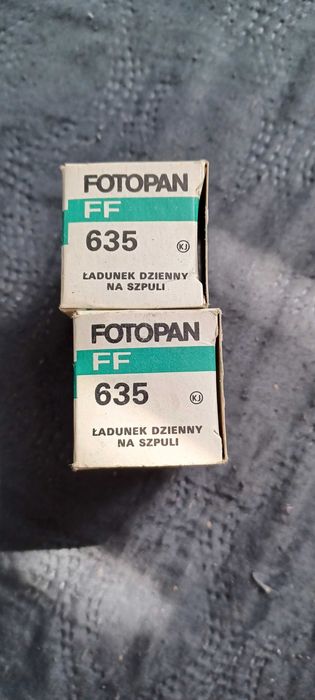 FOTOPAN
FF
635
KJ
ŁADUNEK DZIENNY
NA SZPULI
FOTOPAN
FF
635
KJ
ŁADUNEK DZIENNY
NA SZPULI